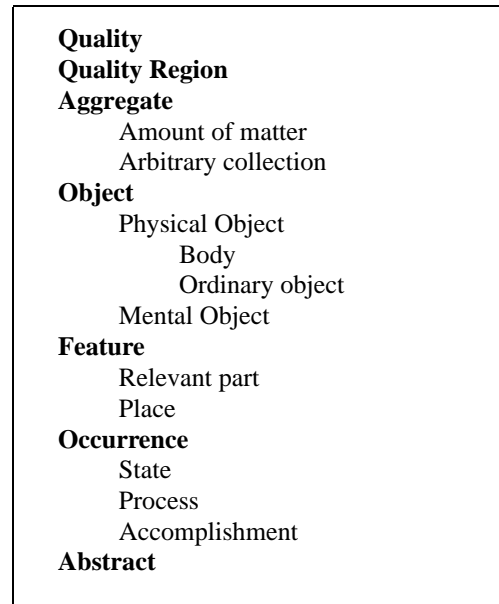 Quality
Quality Region
Aggregate
Amount of matter
Arbitrary collection
Object
Physical Object
Body
Ordinary object
Mental Object
Feature
Relevant part
Place
Occurrence
State
Process
Accomplishment
Abstract